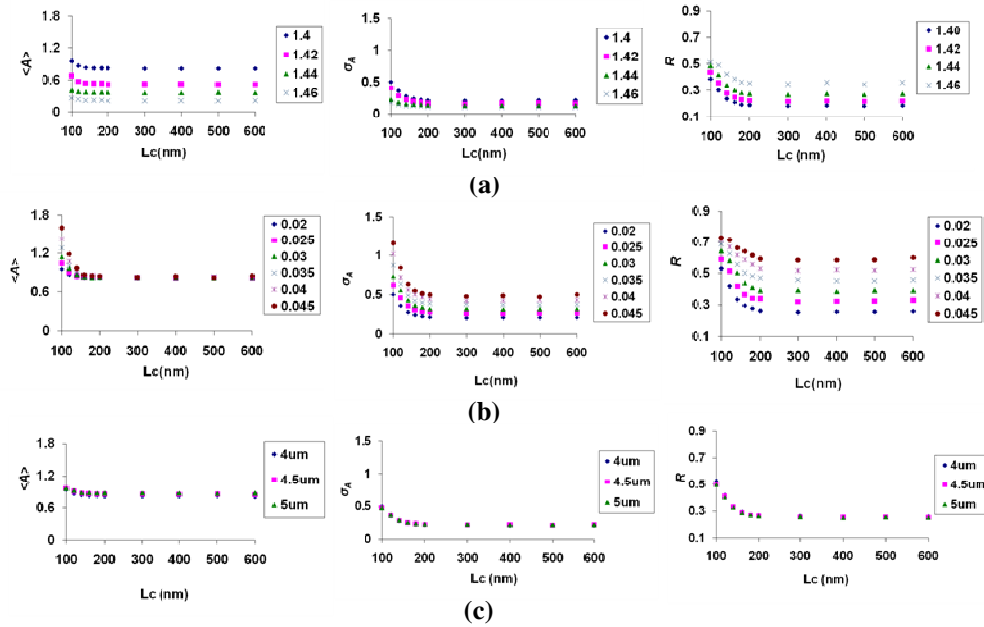 1.8
1.2
0.6
0
<A>
100 200 300 400 500 600
Lc(nm)
1.4
1.42
1.44
1.46
1.5
1
0.5
0
σA
100 200 300 400 500 600
Lc(nm)
1.4
1.42
1.44
1.46
0.9
0.7
0.5
0.3
0.1
R
100 200 300 400 500 600
Lc (nm)
1.40
1.42
1.44
1.46
(a)
1.8
1.2
0.6
0
<A>
100 200 300 400 500 600
Lc(nm)
0.02
0.025
0.03
0.035
0.04
0.045
1.5
1
0.5
0
σA
100 200 300 400 500 600
Lc(nm)
0.02
0.025
0.03
0.035
0.04
0.045
0.9
0.7
0.5
0.3
0.1
R
100 200 300 400 500 600
Lc(nm)
0.02
0.025
0.03
0.035
0.04
0.045
(b)
1.8
1.2
0.6
0
<A>
100 200 300 400 500 600
Lc (nm)
4um
4.5um
5um
1.5
1
0.5
0
σA
100 200 300 400 500 600
Lc (nm)
4um
4.5um
5um
0.9
0.7
0.5
0.3
0.1
R
100 200 300 400 500 600
Lc (nm)
4um
4.5um
5um
(c)